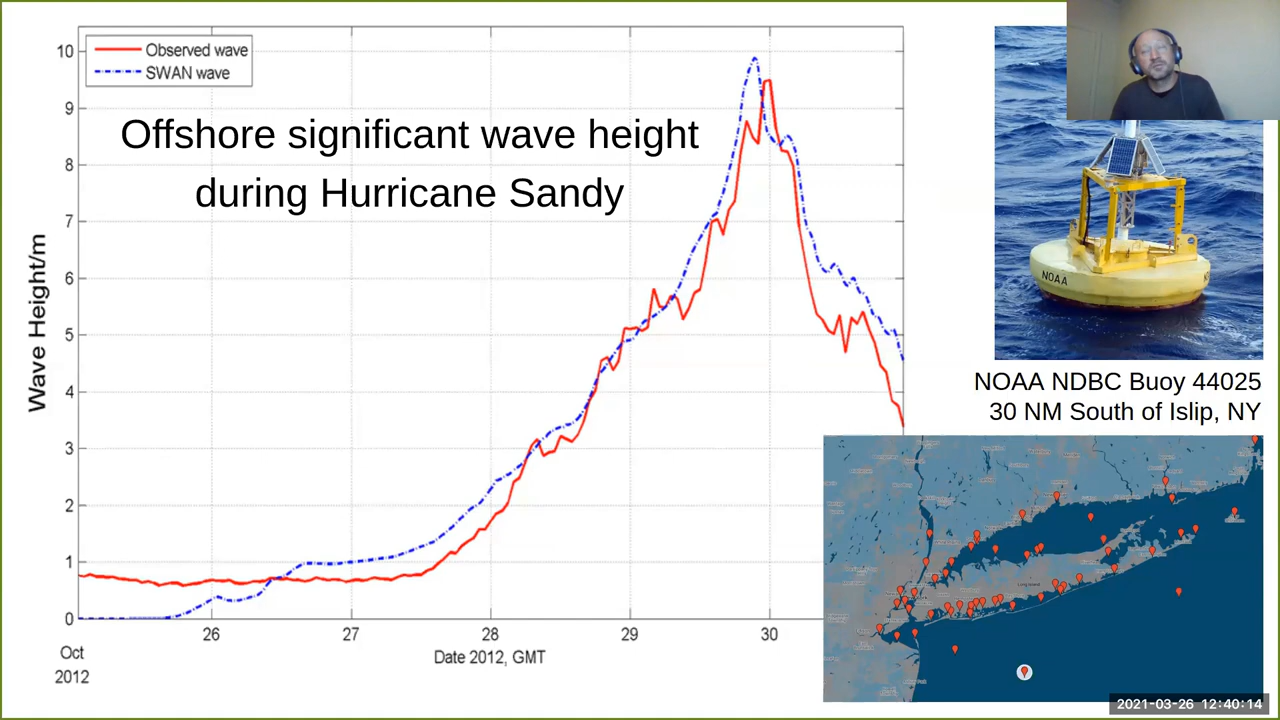 10
9
8
7
6
5
4
3
2
1
0
Wave Height/m
Observed wave
SWAN wave
Offshore significant wave height
during Hurricane Sandy
26
27
28
29
30
Oct
2012
Date 2012, GMT
NOAA
NOAA NDBC Buoy 44025
30 NM South of Islip, NY
Long Island
2021-03-26 12:40:14